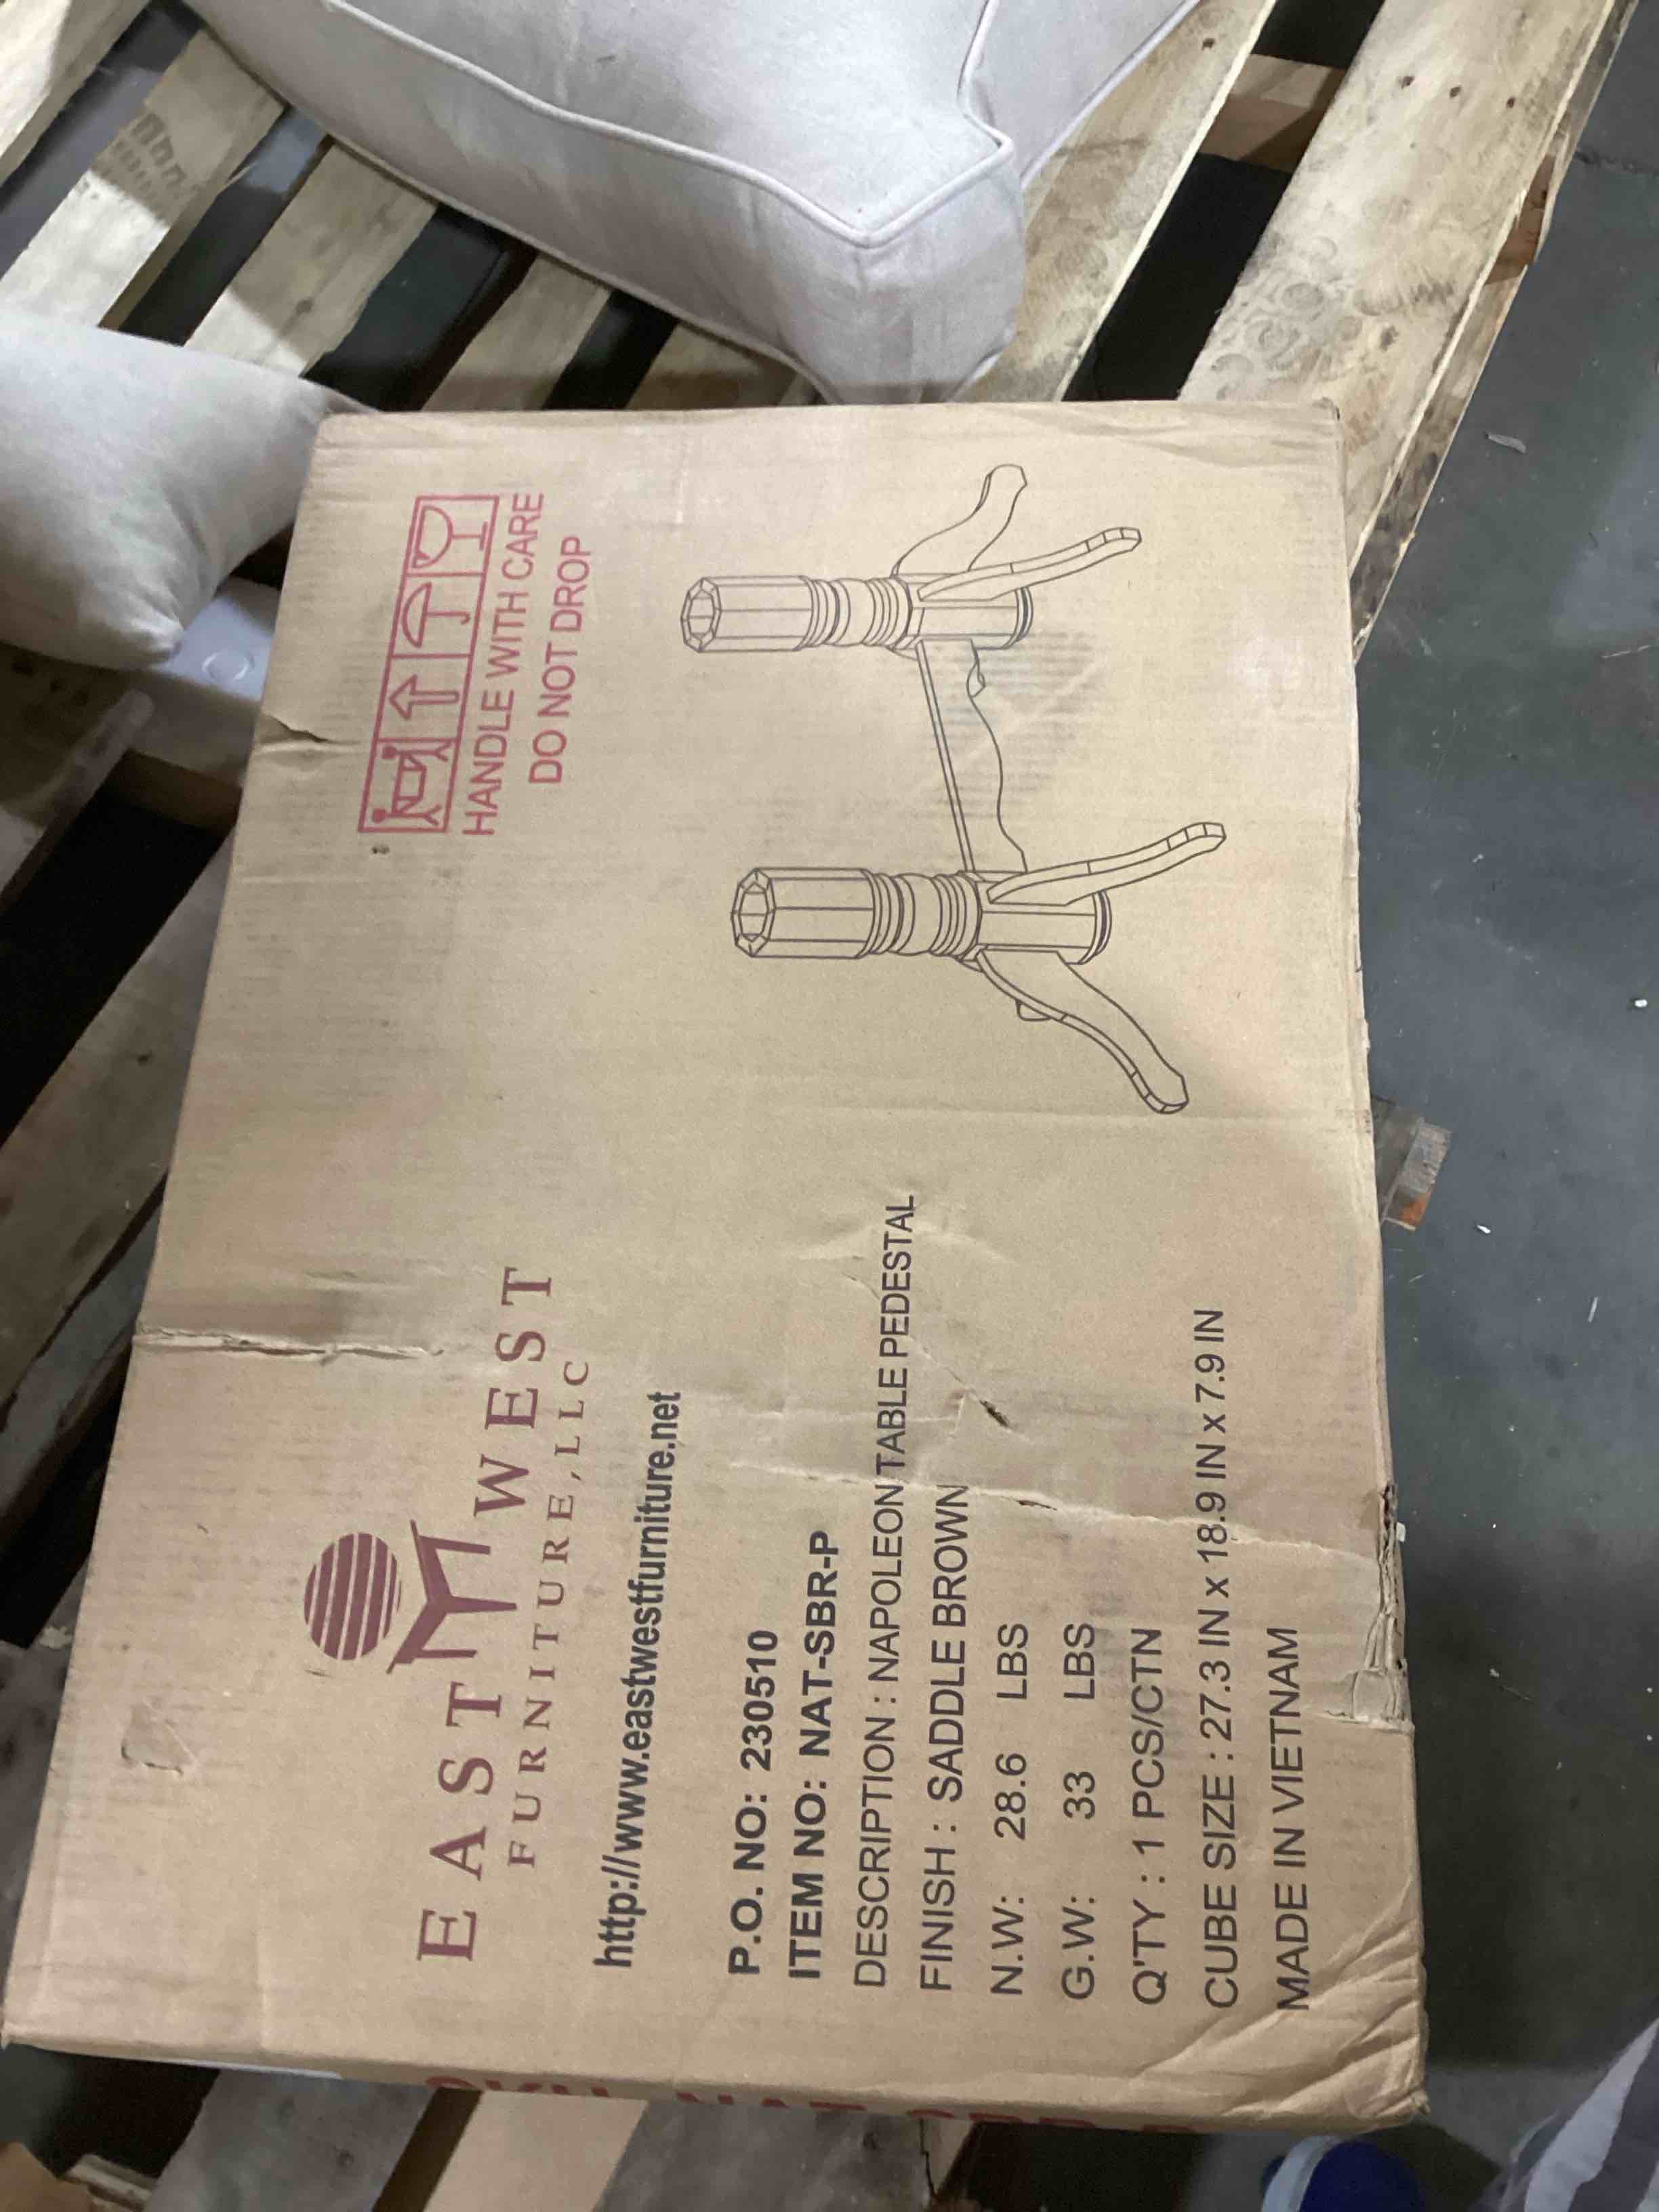 EAST WEST
FURNITURE,LLC
http://www.eastwestfurniture.net
HANDLE WITH CARE
DO NOT DROP
P.O. NO: 230510
ITEM NO: NAT-SBR-P
DESCRIPTION : NAPOLEON TABLE PEDESTAL
FINISH : SADDLE BROWN
N.W: 28.6 LBS
G.W: 33 LBS
Q'TY : 1 PCS/CTN
CUBE SIZE : 27.3 IN x 18.9 IN x 7.9 IN
MADE IN VIETNAM